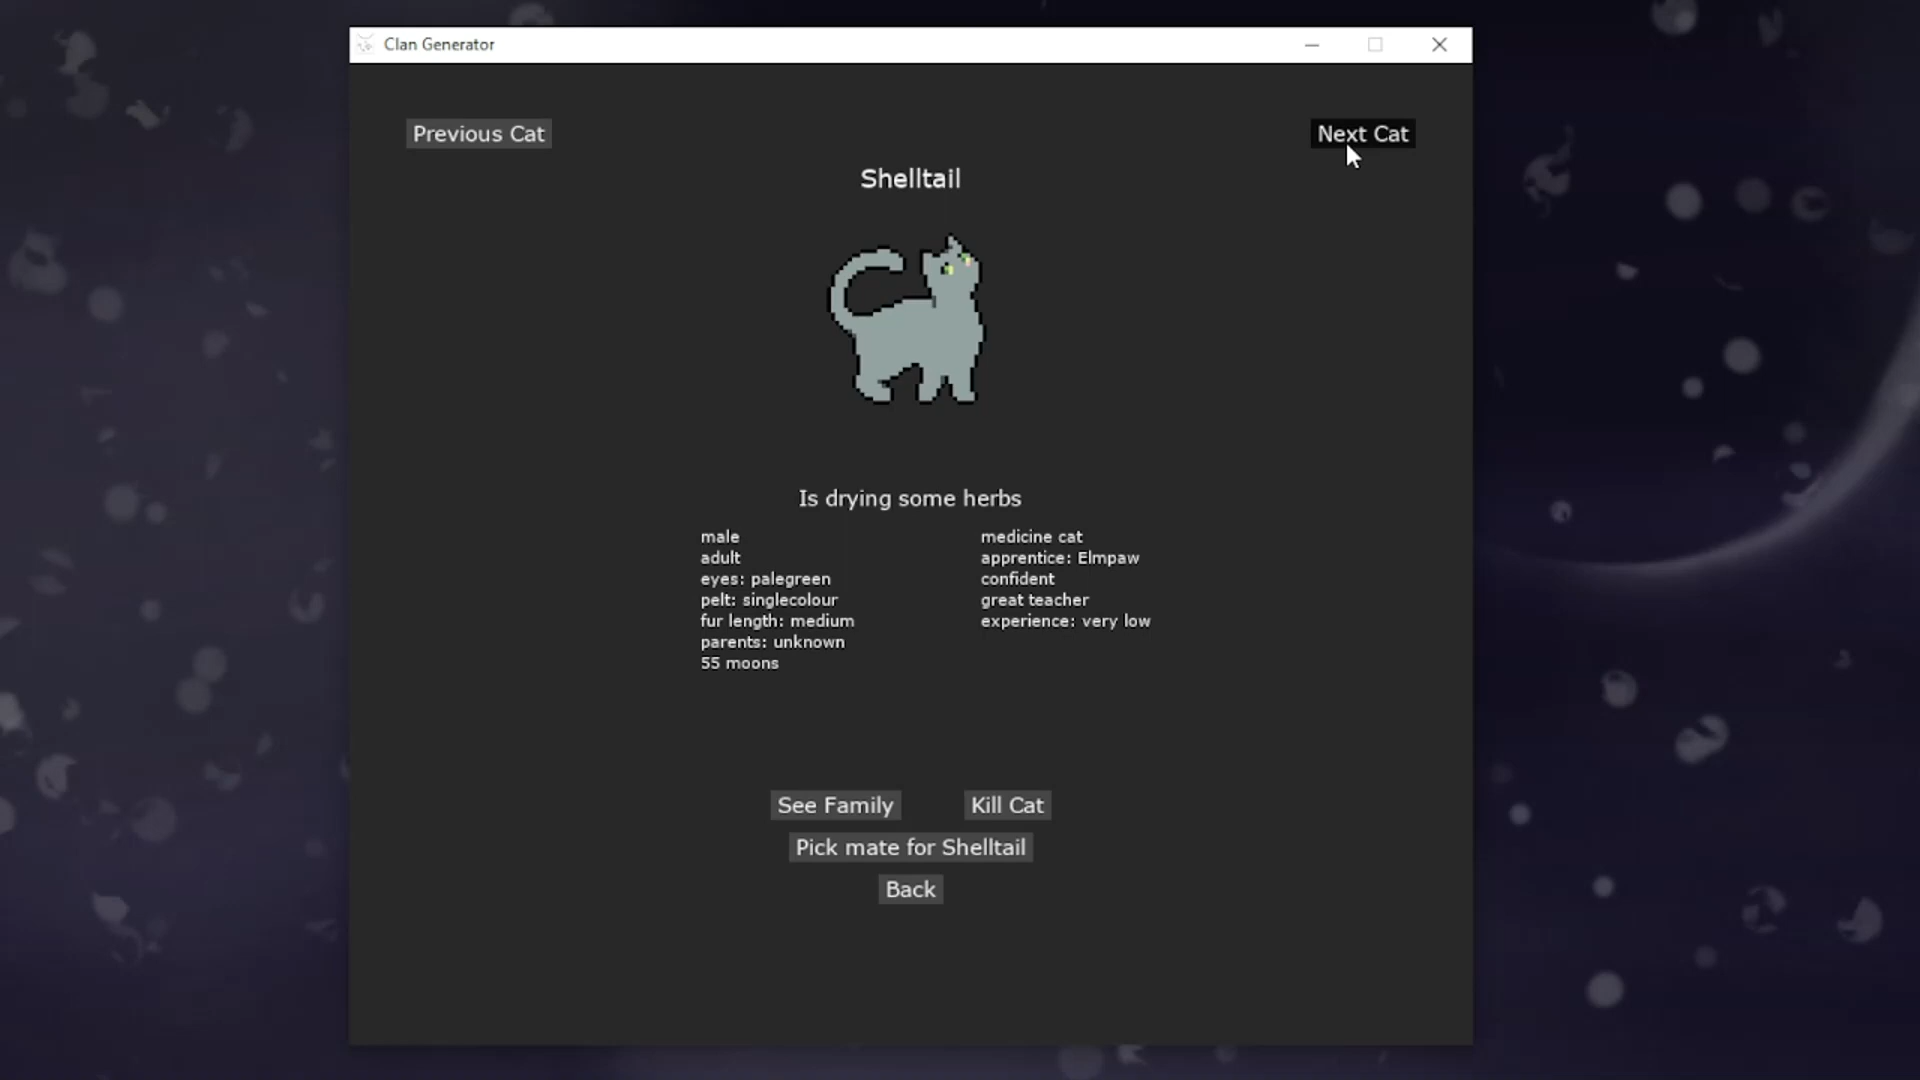 Clan Generator
Previous Cat
Next Cat
Shelltail
Is drying some herbs
male
adult
eyes: palegreen
pelt: singlecolour
fur length: medium
parents: unknown
55 moons
medicine cat
apprentice: Elmpaw
confident
great teacher
experience: very low
See Family
Kill Cat
Pick mate for Shelltail
Back